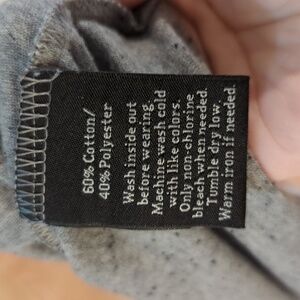 60% Cotton/
40% Polyester
Wash inside out
before wearing.
Machine wash cold
with like colors.
Only non-chlorine
bleach when needed.
Tumble dry low.
Warm iron if needed.